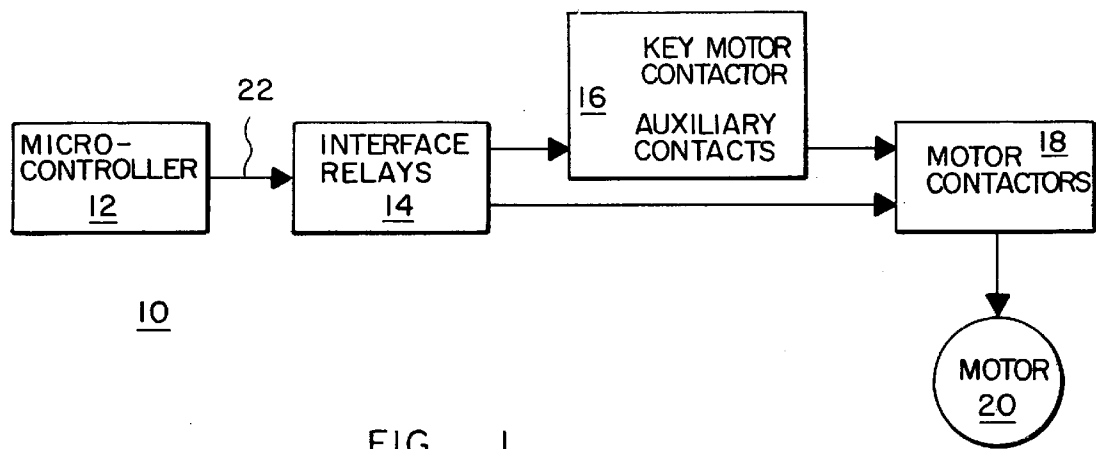 22
MICRO-
CONTROLLER
12
INTERFACE
RELAYS
14
16
KEY MOTOR
CONTACTOR
AUXILIARY
CONTACTS
18
MOTOR
CONTACTORS
10
MOTOR
20
FIG. 1